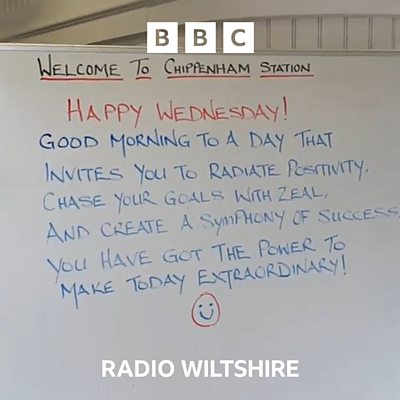 BBC
WELCOME TO CHIPPENHAM STATION
HAPPY WEDNESDAY!
GOOD MORNING TO A DAY THAT
INVITES YOU TO RADIATE POSITIVITY,
CHASE YOUR GOALS WITH ZEAL,
AND CREATE A SYMPHONY OF SUCCESS.
YOU HAVE GOT THE POWER TO
MAKE TODAY EXTRAORDINARY!
RADIO WILTSHIRE